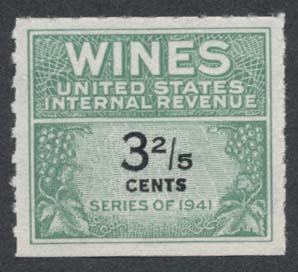 WINES
UNITED STATES
INTERNAL REVENUE
3 2/5
CENTS
SERIES OF 1941